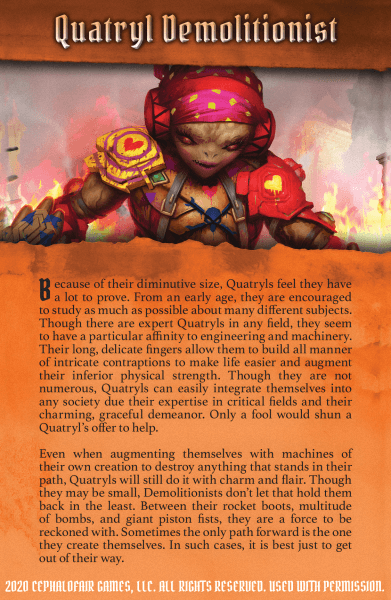 Quatryl Demolitionist
Because of their diminutive size, Quatryls feel they have
a lot to prove. From an early age, they are encouraged
to study as much as possible about many different subjects.
Though there are expert Quatryls in any field, they seem
to have a particular affinity to engineering and machinery.
Their long, delicate fingers allow them to build all manner
of intricate contraptions to make life easier and augment
their inferior physical strength. Though they are not
numerous, Quatryls can easily integrate themselves into
any society due their expertise in critical fields and their
charming, graceful demeanor. Only a fool would shun a
Quatryl's offer to help.
Even when augmenting themselves with machines of
their own creation to destroy anything that stands in their
path, Quatryls will still do it with charm and flair. Though
they may be small, Demolitionists don't let that hold them
back in the least. Between their rocket boots, multitude
of bombs, and giant piston fists, they are a force to be
reckoned with. Sometimes the only path forward is the one
they create themselves. In such cases, it is best just to get
out of their way.
2020 CEPHALOFAIR GAMES, LLC. ALL RIGHTS RESERVED. USED WITH PERMISSION.